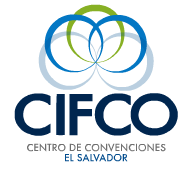 CIFCO
CENTRO DE CONVENCIONES
EL SALVADOR